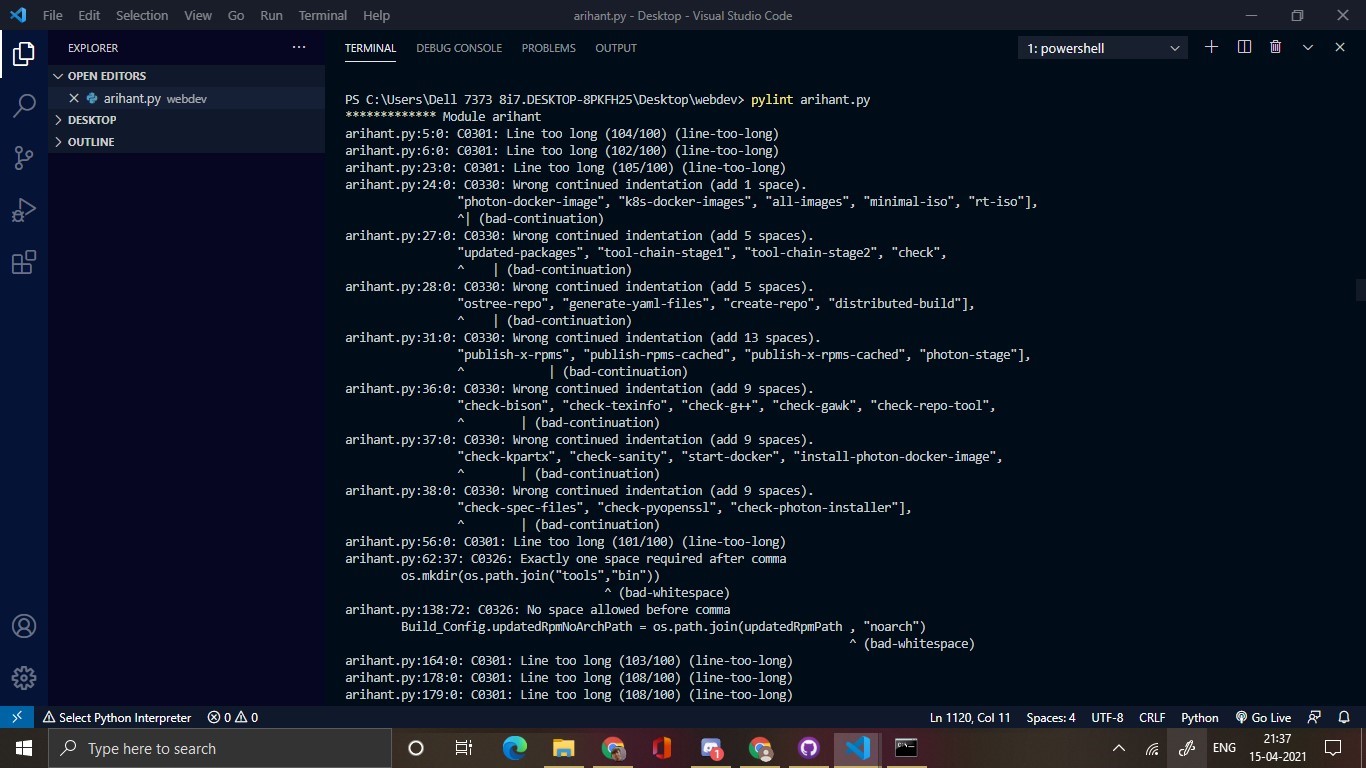 File Edit Selection View Go Run Terminal Help
arihant.py - Desktop - Visual Studio Code
EXPLORER
OPEN EDITORS
arihant.py webdev
DESKTOP
OUTLINE
TERMINAL DEBUG CONSOLE PROBLEMS OUTPUT
1: powershell
PS C:\Users\Dell 7373 8i7.DESKTOP-8PKFH25\Desktop\webdev> pylint arihant.py
************* Module arihant
arihant.py:5:0: C0301: Line too long (104/100) (line-too-long)
arihant.py:6:0: C0301: Line too long (102/100) (line-too-long)
arihant.py:23:0: C0301: Line too long (105/100) (line-too-long)
arihant.py:24:0: C0330: Wrong continued indentation (add 1 space).
"photon-docker-image", "k8s-docker-images", "all-images", "minimal-iso", "rt-iso"],
^| (bad-continuation)
arihant.py:27:0: C0330: Wrong continued indentation (add 5 spaces).
"updated-packages", "tool-chain-stage1", "tool-chain-stage2", "check",
^    | (bad-continuation)
arihant.py:28:0: C0330: Wrong continued indentation (add 5 spaces).
"ostree-repo", "generate-yaml-files", "create-repo", "distributed-build"],
^    | (bad-continuation)
arihant.py:31:0: C0330: Wrong continued indentation (add 13 spaces).
"publish-x-rpms", "publish-rpms-cached", "publish-x-rpms-cached", "photon-stage"],
^            | (bad-continuation)
arihant.py:36:0: C0330: Wrong continued indentation (add 9 spaces).
"check-bison", "check-texinfo", "check-g++", "check-gawk", "check-repo-tool",
^        | (bad-continuation)
arihant.py:37:0: C0330: Wrong continued indentation (add 9 spaces).
"check-kpartx", "check-sanity", "start-docker", "install-photon-docker-image",
^        | (bad-continuation)
arihant.py:38:0: C0330: Wrong continued indentation (add 9 spaces).
"check-spec-files", "check-pyopenssl", "check-photon-installer"],
^        | (bad-continuation)
arihant.py:56:0: C0301: Line too long (101/100) (line-too-long)
arihant.py:62:37: C0326: Exactly one space required after comma
os.mkdir(os.path.join("tools","bin"))
^ (bad-whitespace)
arihant.py:138:72: C0326: No space allowed before comma
Build_Config.updatedRpmNoArchPath = os.path.join(updatedRpmPath , "noarch")
^ (bad-whitespace)
arihant.py:164:0: C0301: Line too long (103/100) (line-too-long)
arihant.py:178:0: C0301: Line too long (108/100) (line-too-long)
arihant.py:179:0: C0301: Line too long (108/100) (line-too-long)
Select Python Interpreter 0 0 Ln 1120, Col 11 Spaces: 4 UTF-8 CRLF Python Go Live
Type here to search
1
ENG
21:37
15-04-2021